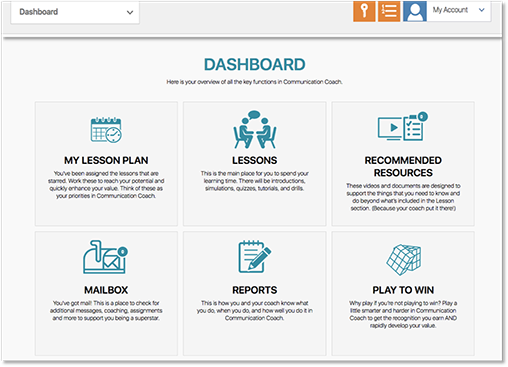 Dashboard
My Account
DASHBOARD
Here is your overview of all the key functions in Communication Coach.
MY LESSON PLAN
You've been assigned the lessons that are
starred. Work these to reach your potential and
quickly enhance your value. Think of these as
your priorities in Communication Coach.
LESSONS
This is the main place for you to spend your
learning time. There will be introductions,
simulations, quizzes, tutorials, and drills.
RECOMMENDED
RESOURCES
These videos and documents are designed to
support the things that you need to know and
do beyond what's included in the Lesson
section. (Because your coach put it there!)
MAILBOX
You've got mail! This is a place to check for
additional messages, coaching, assignments
and more to support you being a superstar.
REPORTS
This is how you and your coach know what
you do, when you do, and how well you do it in
Communication Coach.
PLAY TO WIN
Why play if you're not playing to win? Play a
little smarter and harder in Communication
Coach to get the recognition you earn AND
rapidly develop your value.